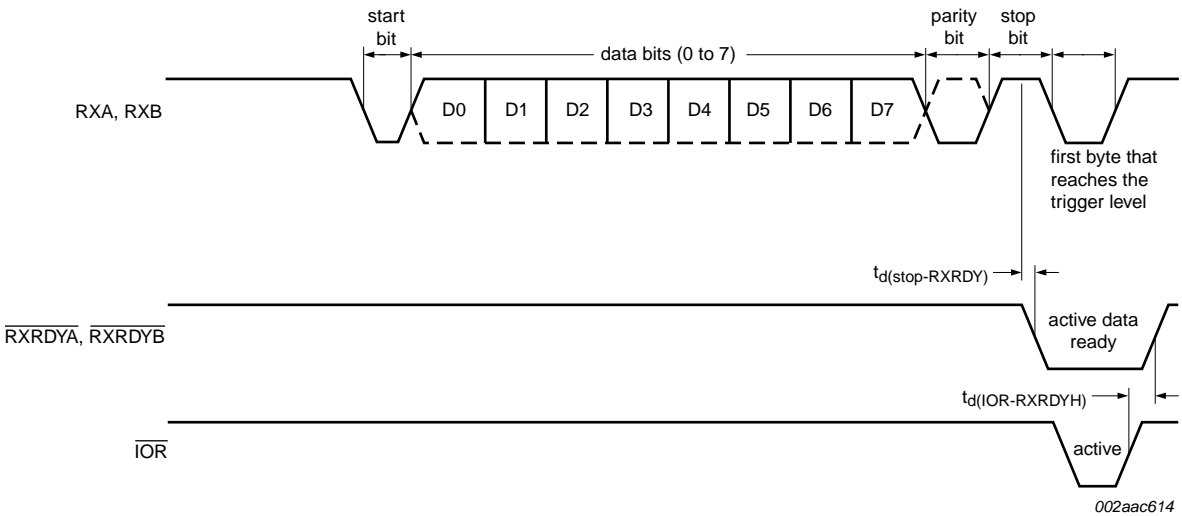 start
bit
data bits (0 to 7)
parity
bit
stop
bit
RXA, RXB
D0 D1 D2 D3 D4 D5 D6 D7
first byte that
reaches the
trigger level
td(stop-RXRDY)
RXRDYA, RXRDYB
active data
ready
td(IOR-RXRDYH)
IOR
active
002aac614